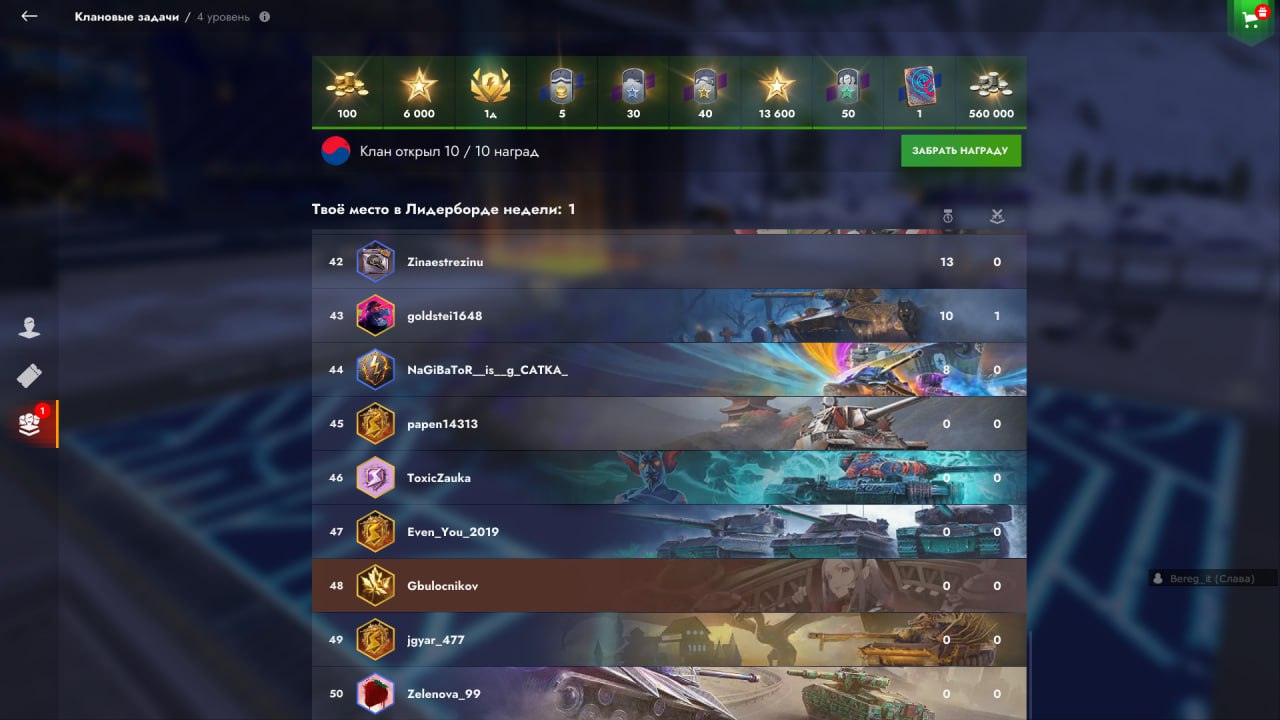 Клановые задачи / 4 уровень
100 6 000 1д 5 30 40 13 600 50 1 560 000
Клан открыл 10 / 10 наград
ЗАБРАТЬ НАГРАДУ
Твоё место в Лидерборде недели: 1
42 Zinaestrezinu 13 0
43 goldstei1648 10 1
44 NaGiBaToR__is__g_CATKA_ 8 0
1
45 papen14313 0 0
46 ToxicZauka 0 0
47 Even_You_2019 0 0
48 Gbulocnikov 0 0
Bereg_it (Слава)
49 jgyar_477 0 0
50 Zelenova_99 0 0